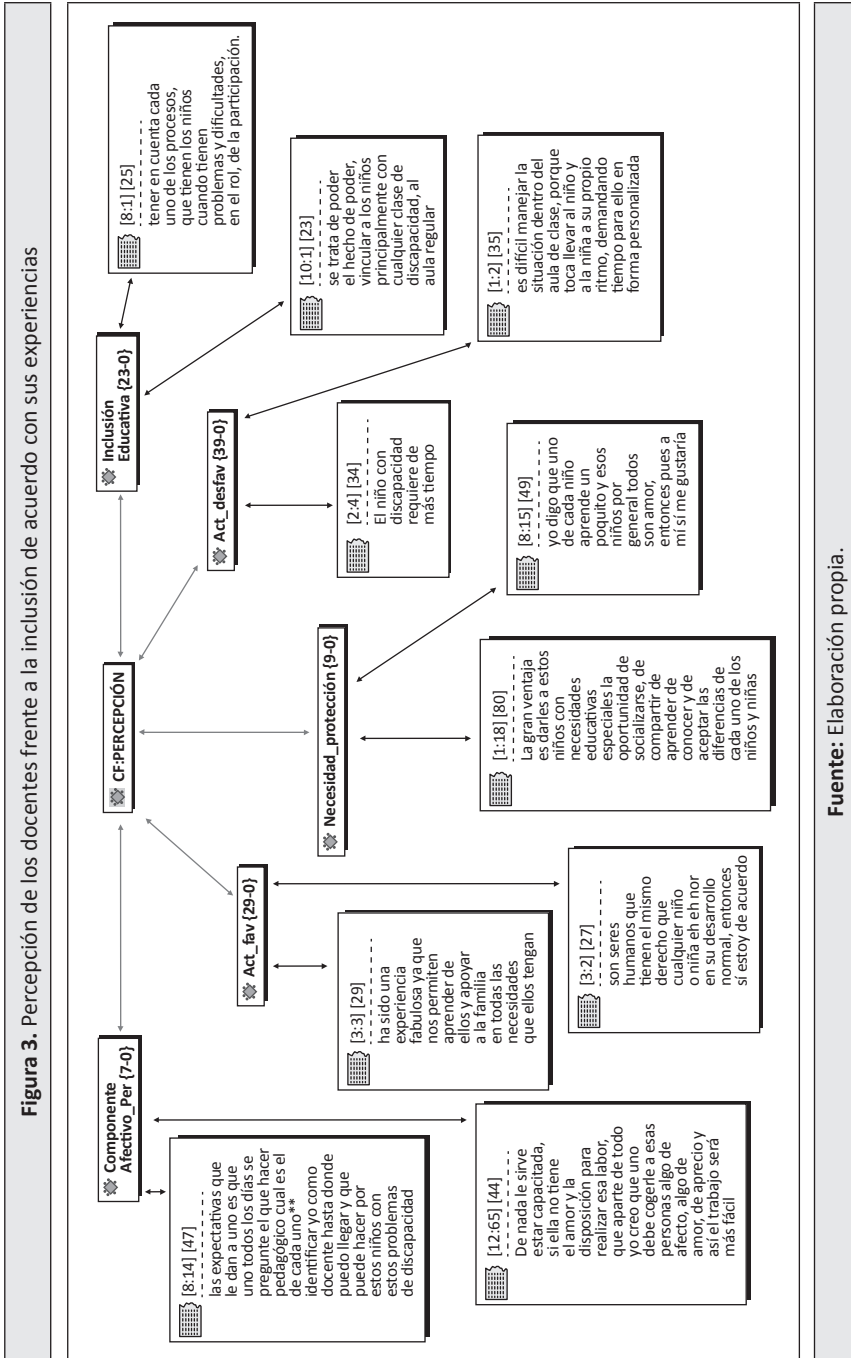 Figura 3. Percepción de los docentes frente a la inclusión de acuerdo con sus experiencias
CF:PERCEPCIÓN
Componente
Afectivo_Per {7-0}
Act_fav {29-0}
Necesidad_protección {9-0}
Act_desfav {39-0}
Inclusión
Educativa {23-0}
[8:14] [47]
las expectativas que
le dan a uno es que
uno todos los días se
pregunte el que hacer
pedagógico cual es el
de cada uno**
identificar yo como
docente hasta donde
puedo llegar y que
puede hacer por
estos niños con
estos problemas
de discapacidad
[12:65] [44]
De nada le sirve
estar capacitada,
si ella no tiene
el amor y la
disposición para
realizar esa labor,
que aparte de todo
yo creo que uno
debe cogerle a esas
personas algo de
afecto, algo de
amor, de aprecio y
así el trabajo será
más fácil
[3:3] [29]
ha sido una
experiencia
fabulosa ya que
nos permiten
aprender de
ellos y apoyar
a la familia
en todas las
necesidades
que ellos tengan
[3:2] [27]
son seres
humanos que
tienen el mismo
derecho que
cualquier niño
o niña eh eh nor
en su desarrollo
normal, entonces
sí estoy de acuerdo
[1:18] [80]
La gran ventaja
es darles a estos
niños con
necesidades
educativas
especiales la
oportunidad de
socializarse, de
compartir de
aprender de
conocer y de
aceptar las
diferencias de
cada uno de los
niños y niñas
[8:15] [49]
yo digo que uno
de cada niño
aprende un
poquito y esos
niños por
general todos
son amor,
entonces pues a
mí sí me gustaría
[2:4] [34]
El niño con
discapacidad
requiere de
más tiempo
[1:2] [35]
es difícil manejar la
situación dentro del
aula de clase, porque
toca llevar al niño y
a la niña a su propio
ritmo, demandando
tiempo para ello en
forma personalizada
[10:1] [23]
se trata de poder
el hecho de poder,
vincular a los niños
principalmente con
cualquier clase de
discapacidad, al
aula regular
[8:1] [25]
tener en cuenta cada
uno de los procesos,
que tienen los niños
cuando tienen
problemas y dificultades,
en el rol, de la participación.
Fuente: Elaboración propia.